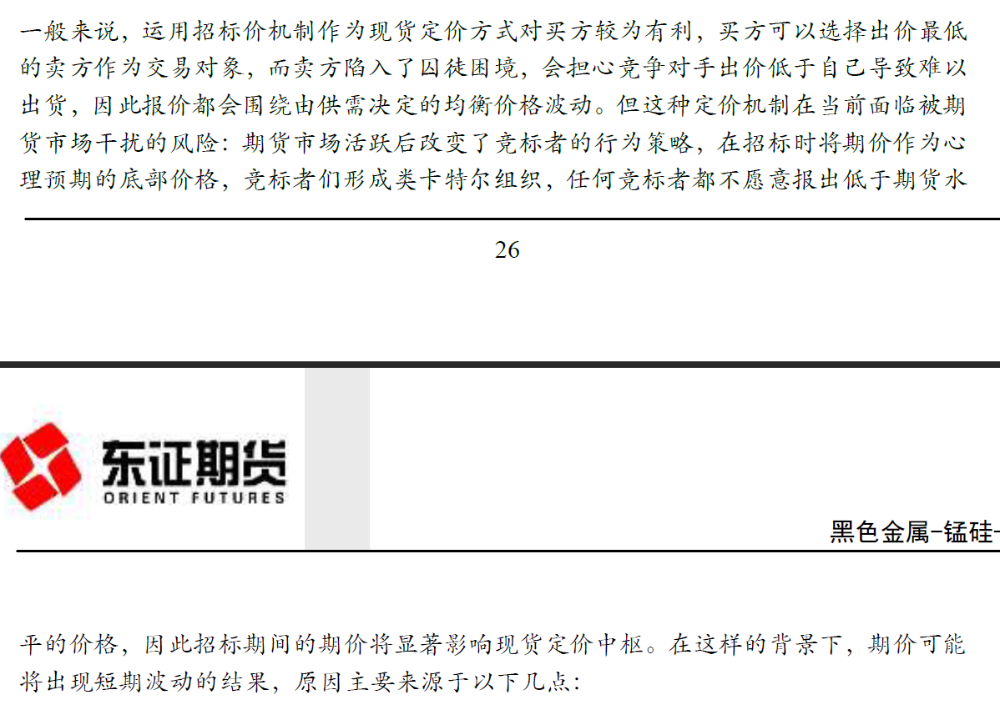 一般来说，运用招标价机制作为现货定价方式对买方较为有利，买方可以选择出价最低
的卖方作为交易对象，而卖方陷入了囚徒困境，会担心竞争对手出价低于自己导致难以
出货，因此报价都会围绕由供需决定的均衡价格波动。但这种定价机制在当前面临被期
货市场干扰的风险：期货市场活跃后改变了竞标者的行为策略，在招标时将期价作为心
理预期的底部价格，竞标者们形成类卡特尔组织，任何竞标者都不愿意报出低于期货水
26
东证期货
ORIENT FUTURES
黑色金属-锰硅-
平的价格，因此招标期间的期价将显著影响现货定价中枢。在这样的背景下，期价可能
将出现短期波动的结果，原因主要来源于以下几点：